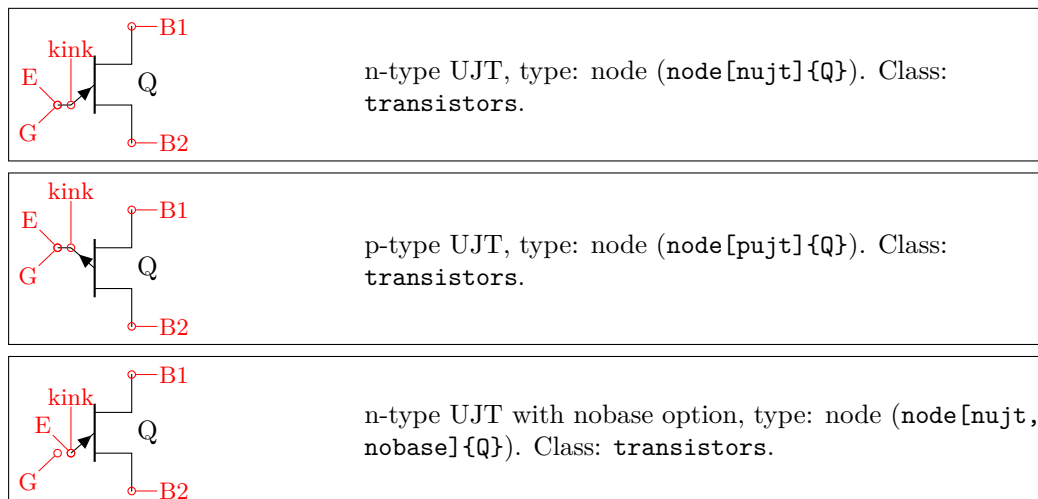 B1
kink
E
Q
G
B2
n-type UJT, type: node (node[nujt]{Q}). Class:
transistors.
B1
kink
E
Q
G
B2
p-type UJT, type: node (node[pujt]{Q}). Class:
transistors.
B1
kink
E
Q
G
B2
n-type UJT with nobase option, type: node (node[nujt,
nobase]{Q}). Class: transistors.